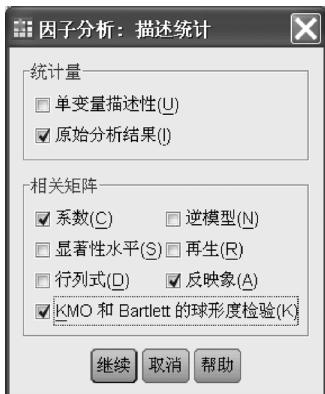 因子分析：描述统计
统计量
单变量描述性(U)
原始分析结果(I)
相关矩阵
系数(C) 逆模型(N)
显著性水平(S) 再生(R)
行列式(D) 反映象(A)
KMO 和 Bartlett 的球形度检验(K)
继续 取消 帮助